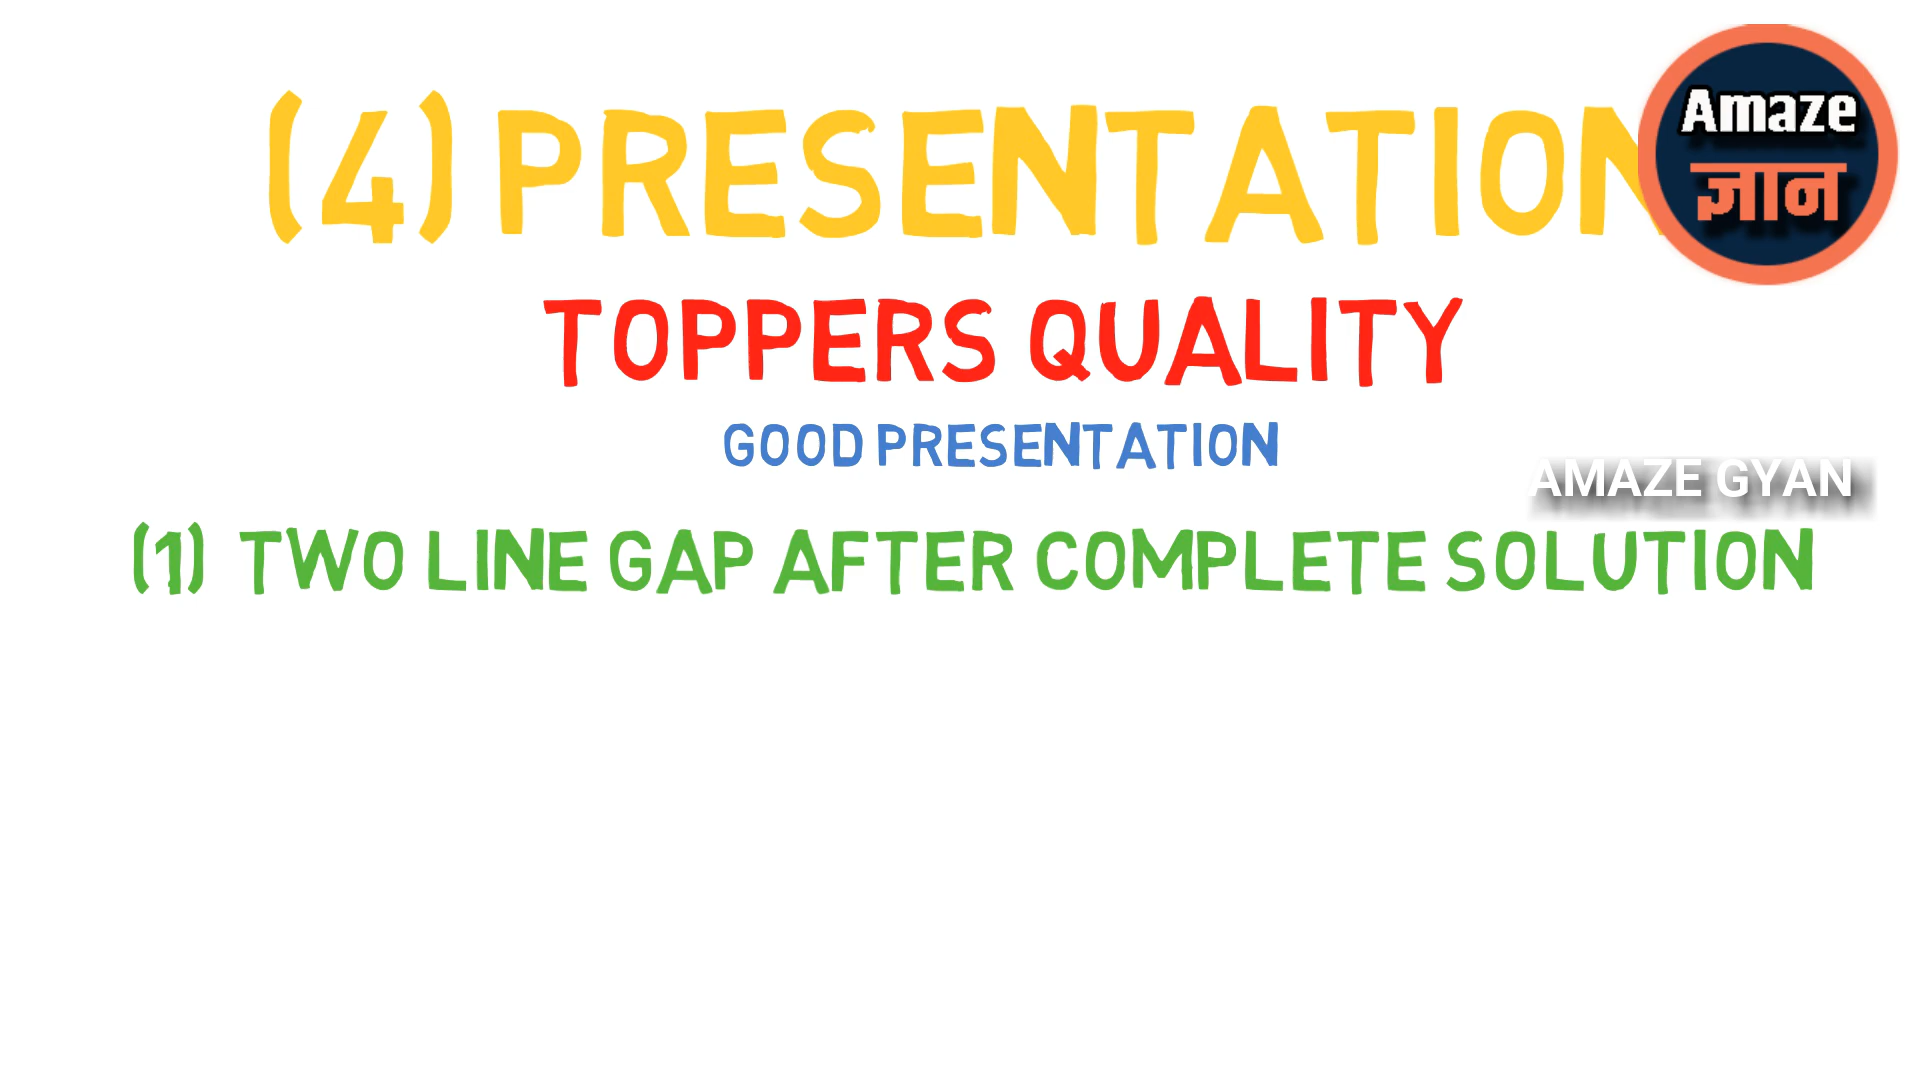 (4) PRESENTATION
Amaze
ज्ञान
TOPPERS QUALITY
GOOD PRESENTATION
AMAZE GYAN
(1) TWO LINE GAP AFTER COMPLETE SOLUTION